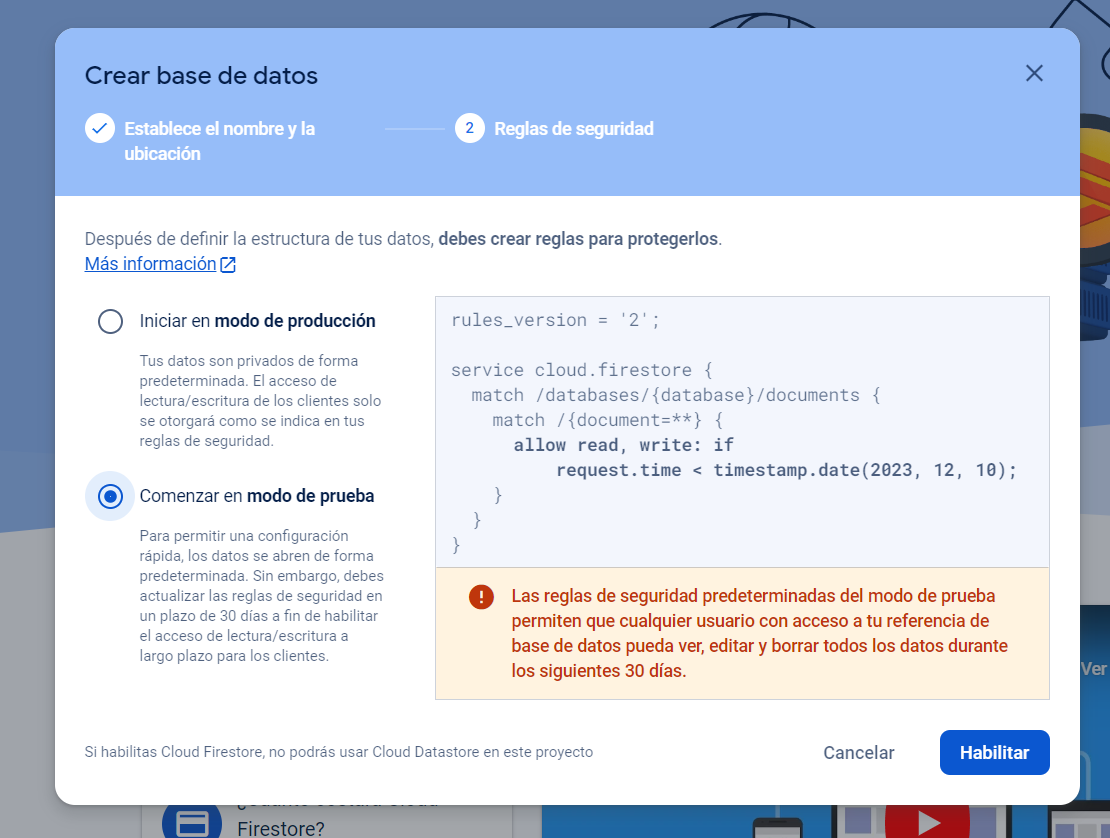 Crear base de datos
Establece el nombre y la
ubicación
2
Reglas de seguridad
Después de definir la estructura de tus datos, debes crear reglas para protegerlos.
Más información
Iniciar en modo de producción
Tus datos son privados de forma
predeterminada. El acceso de
lectura/escritura de los clientes solo
se otorgará como se indica en tus
reglas de seguridad.
Comenzar en modo de prueba
Para permitir una configuración
rápida, los datos se abren de forma
predeterminada. Sin embargo, debes
actualizar las reglas de seguridad en
un plazo de 30 días a fin de habilitar
el acceso de lectura/escritura a
largo plazo para los clientes.
rules_version = '2';
service cloud.firestore {
  match /databases/{database}/documents {
    match /{document=**} {
      allow read, write: if
          request.time < timestamp.date(2023, 12, 10);
    }
  }
}
Las reglas de seguridad predeterminadas del modo de prueba
permiten que cualquier usuario con acceso a tu referencia de
base de datos pueda ver, editar y borrar todos los datos durante
los siguientes 30 días.
Ver
Si habilitas Cloud Firestore, no podrás usar Cloud Datastore en este proyecto
Cancelar
Habilitar
Firestore?